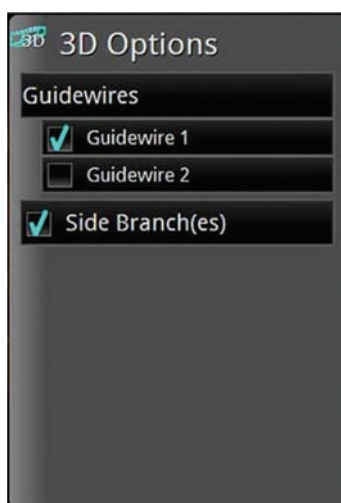 3D
3D Options
Guidewires
Guidewire 1
Guidewire 2
Side Branch(es)